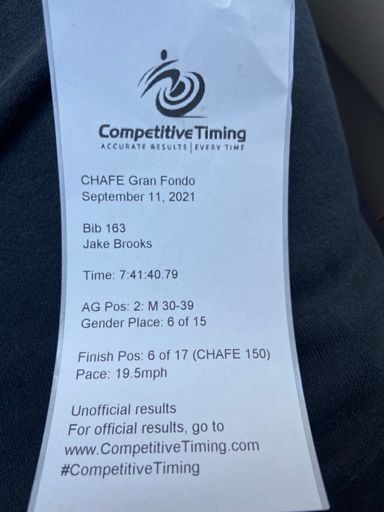 CompetitiveTiming
ACCURATE RESULTS | EVERY TIME
CHAFE Gran Fondo
September 11, 2021
Bib 163
Jake Brooks
Time: 7:41:40.79
AG Pos: 2: M 30-39
Gender Place: 6 of 15
Finish Pos: 6 of 17 (CHAFE 150)
Pace: 19.5mph
Unofficial results
For official results, go to
www.CompetitiveTiming.com
#CompetitiveTiming